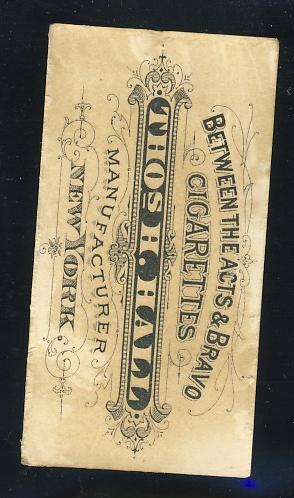 BETWEEN THE ACTS & BRAVO
CIGARETTES
THOS. H. HALL
MANUFACTURER
NEW YORK